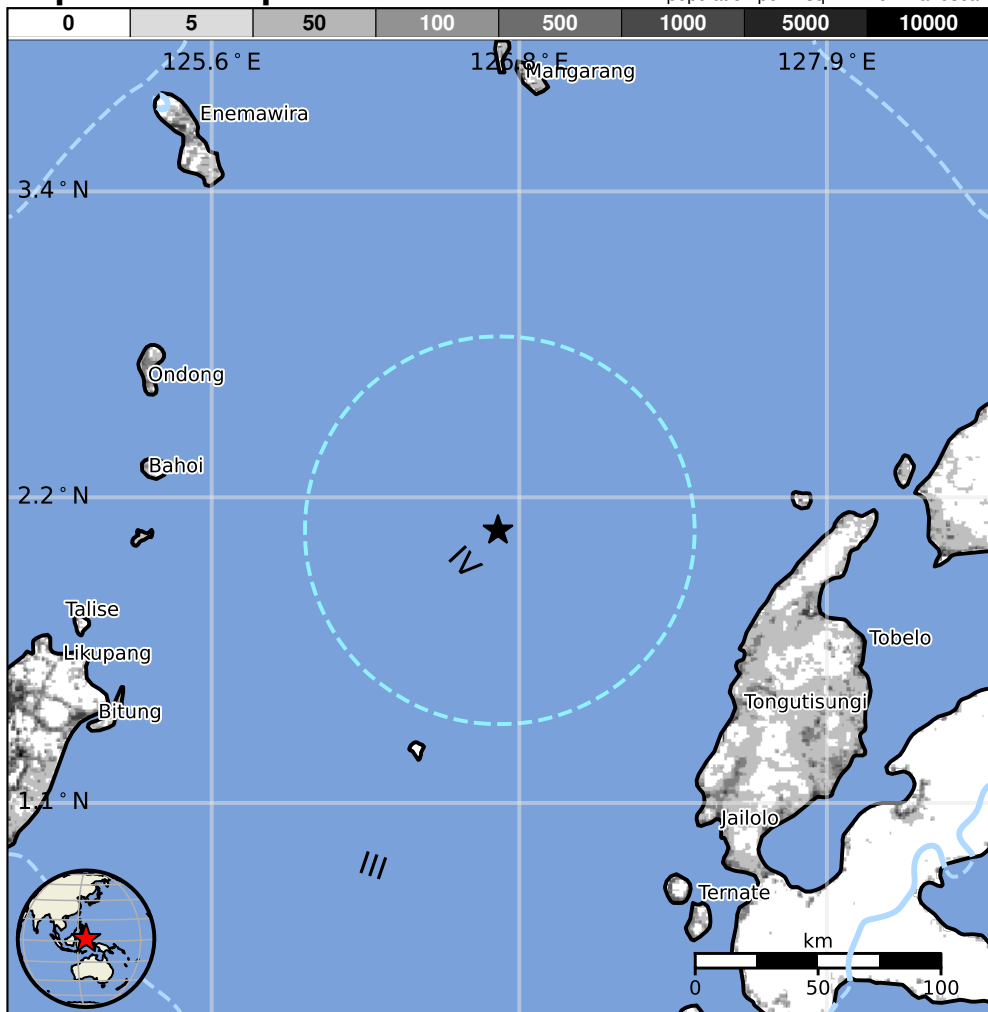 0 5 50 100 500 1000 5000 10000
125.6°E 126.8°E 127.9°E
Mangarang
Enemawira
3.4°N
Ondong
Bahoi
2.2°N
IV
Talise
Tobelo
Likupang
Tongutisungi
Bitung
1.1°N
Jailolo
III
Ternate
km
0 50 100